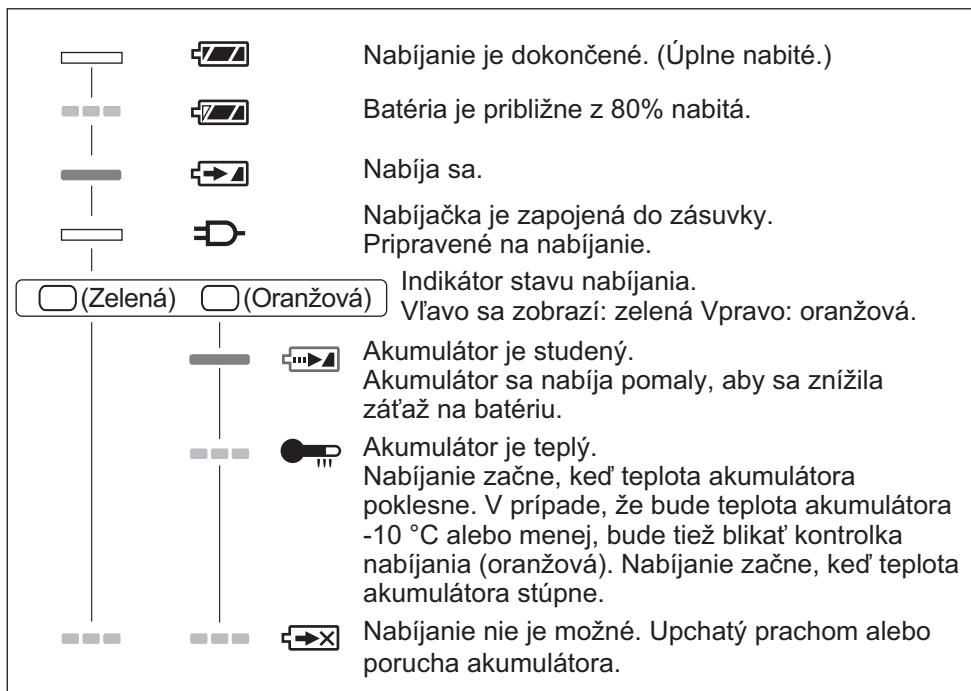 Nabíjanie je dokončené. (Úplne nabité.)
Batéria je približne z 80% nabitá.
Nabíja sa.
Nabíjačka je zapojená do zásuvky.
Pripravené na nabíjanie.
(Zelená) (Oranžová)
Indikátor stavu nabíjania.
Vľavo sa zobrazí: zelená Vpravo: oranžová.
Akumulátor je studený.
Akumulátor sa nabíja pomaly, aby sa znížila
záťaž na batériu.
Akumulátor je teplý.
Nabíjanie začne, keď teplota akumulátora
poklesne. V prípade, že bude teplota akumulátora
-10 °C alebo menej, bude tiež blikať kontrolka
nabíjania (oranžová). Nabíjanie začne, keď teplota
akumulátora stúpne.
Nabíjanie nie je možné. Upchatý prachom alebo
porucha akumulátora.